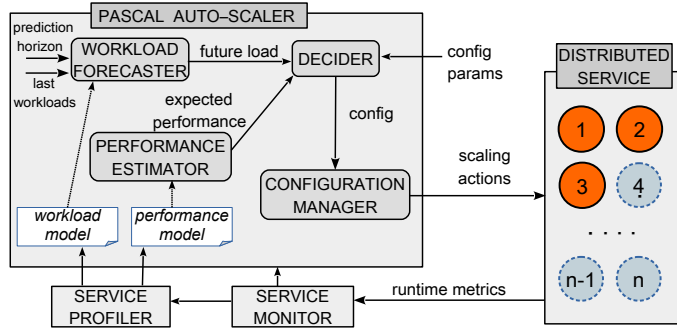 PASCAL AUTO–SCALER
prediction
horizon
last
workloads
WORKLOAD
FORECASTER
future load
DECIDER
config
params
expected
performance
config
PERFORMANCE
ESTIMATOR
CONFIGURATION
MANAGER
scaling
actions
workload
model
performance
model
SERVICE
PROFILER
SERVICE
MONITOR
runtime metrics
DISTRIBUTED
SERVICE
1 2
3 4
. . . .
n-1 n